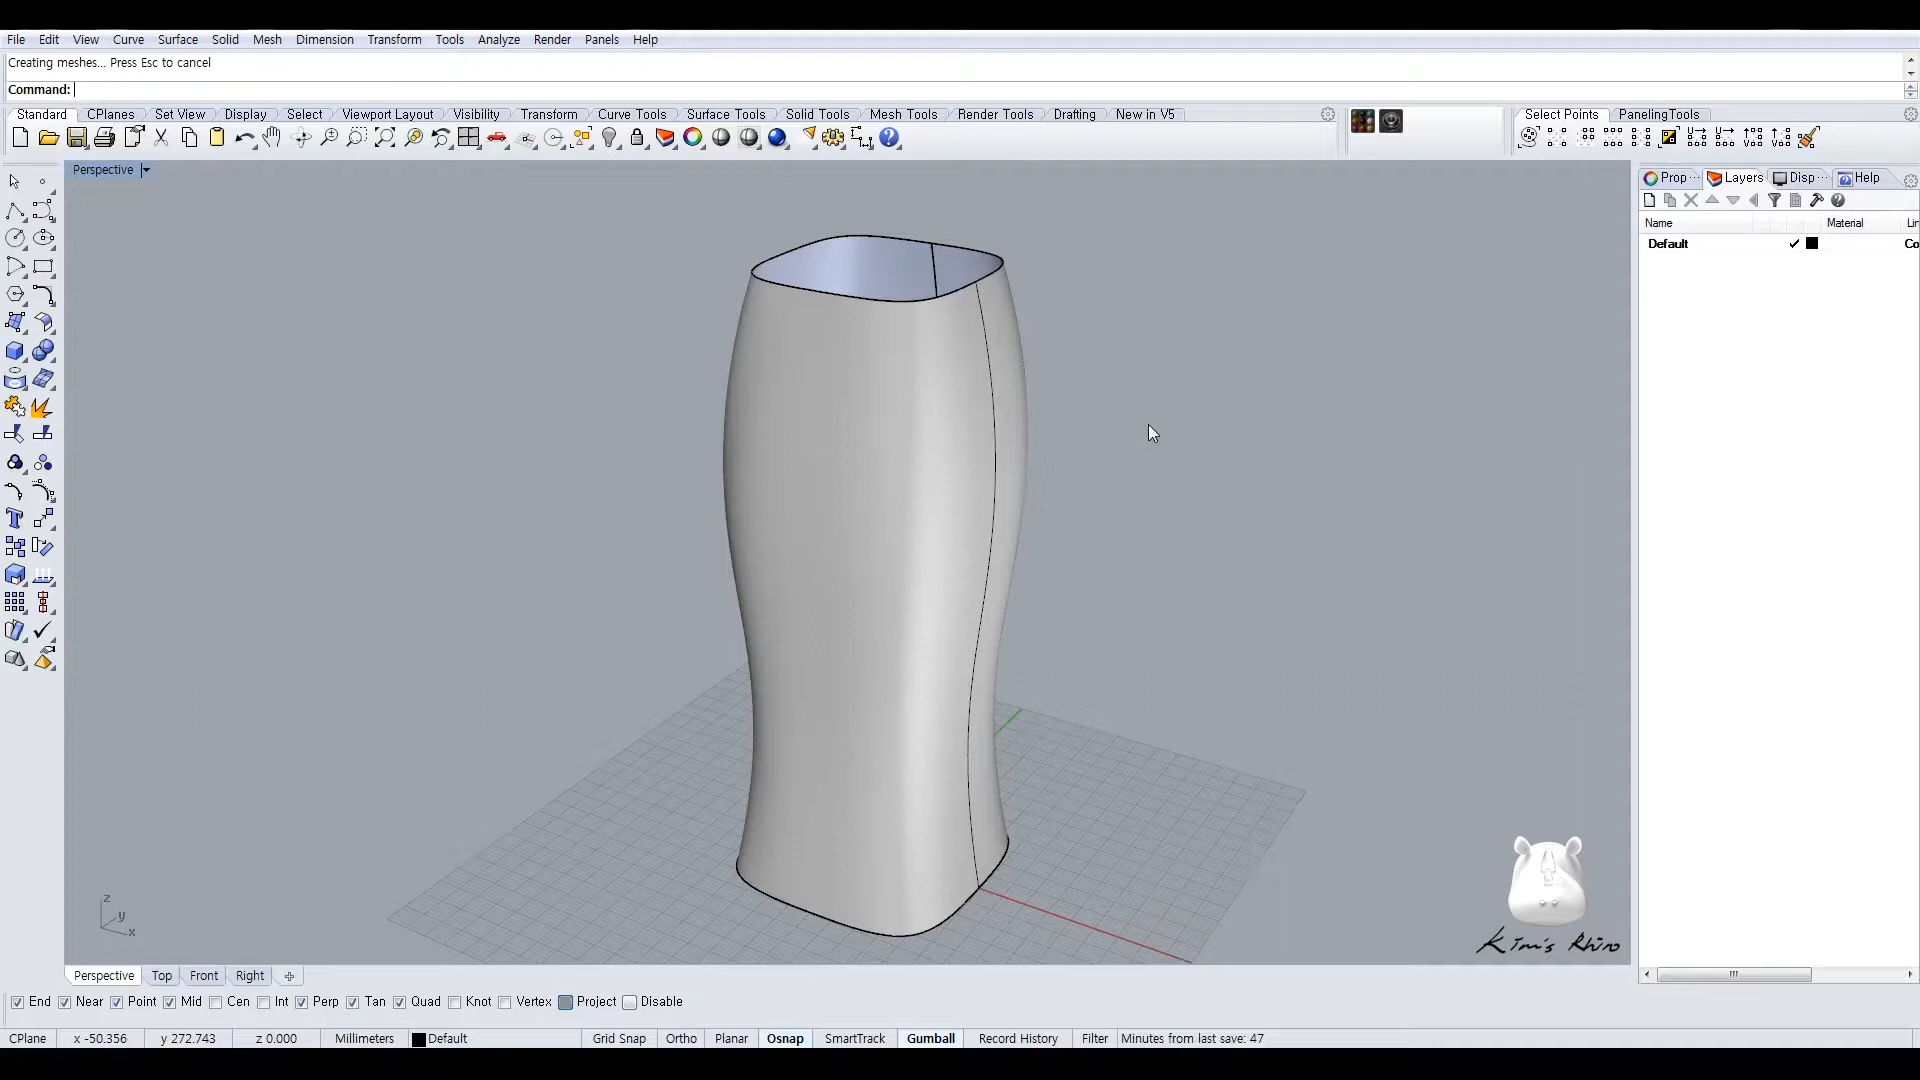 File Edit View Curve Surface Solid Mesh Dimension Transform Tools Analyze Render Panels Help
Creating meshes... Press Esc to cancel
Command:
Standard CPlanes Set View Display Select Viewport Layout Visibility Transform Curve Tools Surface Tools Solid Tools Mesh Tools Render Tools Drafting New in V5
Select Points PanelingTools
Perspective
Prop... Layers Disp... Help
Name Material Lir
Default Co
z
y
x
Kim's Rhino
Perspective Top Front Right
End Near Point Mid Cen Int Perp Tan Quad Knot Vertex Project Disable
CPlane x -50.356 y 272.743 z 0.000 Millimeters Default Grid Snap Ortho Planar Osnap SmartTrack Gumball Record History Filter Minutes from last save: 47